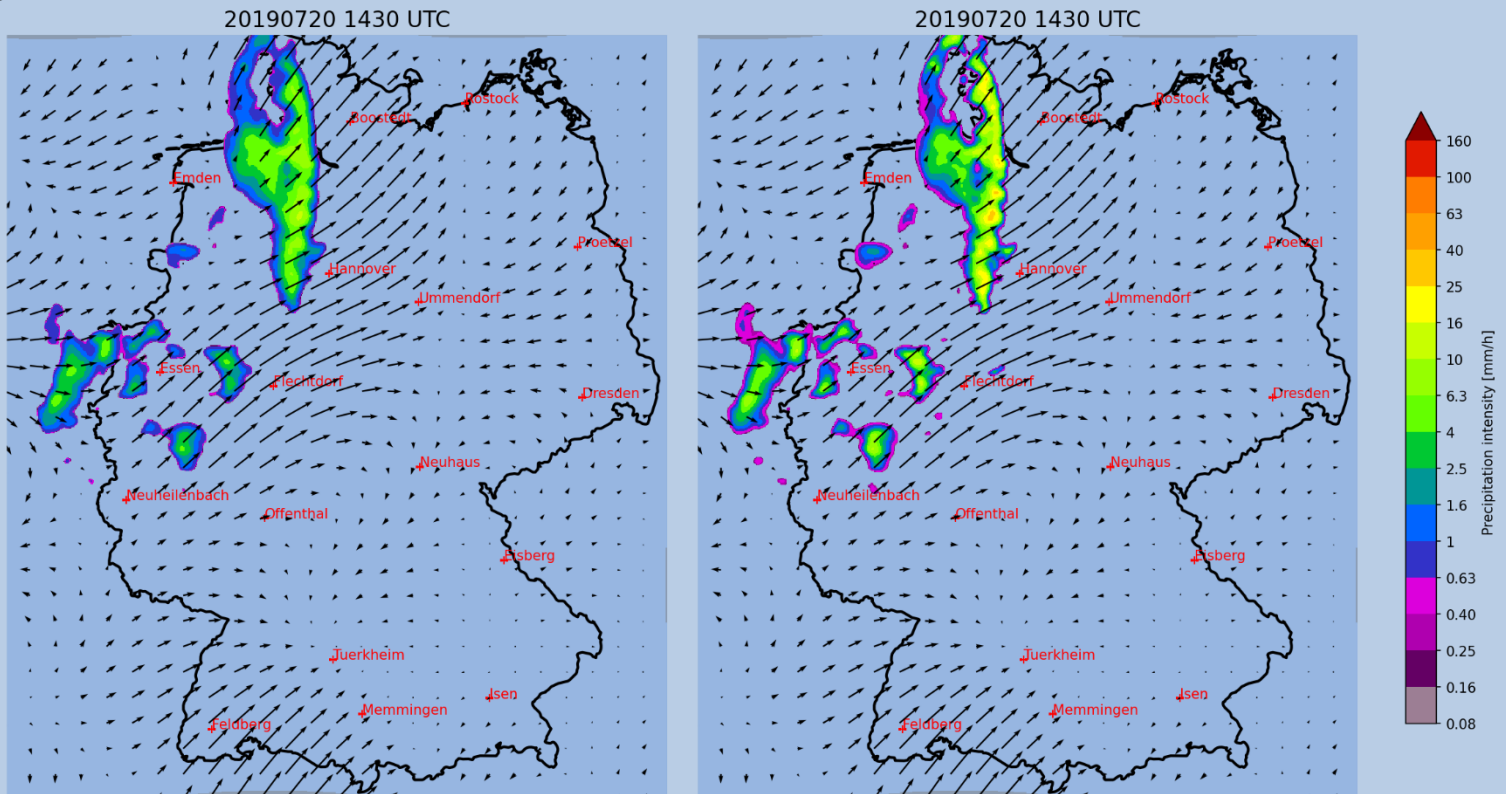 20190720 1430 UTC
Rostock
Boostedt
Emden
Proetzel
Hannover
Ummendorf
Essen
Flechtdorf
Dresden
Neuhaus
Neuheilenbach
Offenthal
Eisberg
Tuerkheim
Isen
Memmingen
Feldberg
20190720 1430 UTC
Rostock
Boostedt
Emden
Proetzel
Hannover
Ummendorf
Essen
Flechtdorf
Dresden
Neuhaus
Neuheilenbach
Offenthal
Eisberg
Tuerkheim
Isen
Memmingen
Feldberg
160
100
63
40
25
16
10
6.3
4
2.5
1.6
1
0.63
0.40
0.25
0.16
0.08
Precipitation intensity [mm/h]